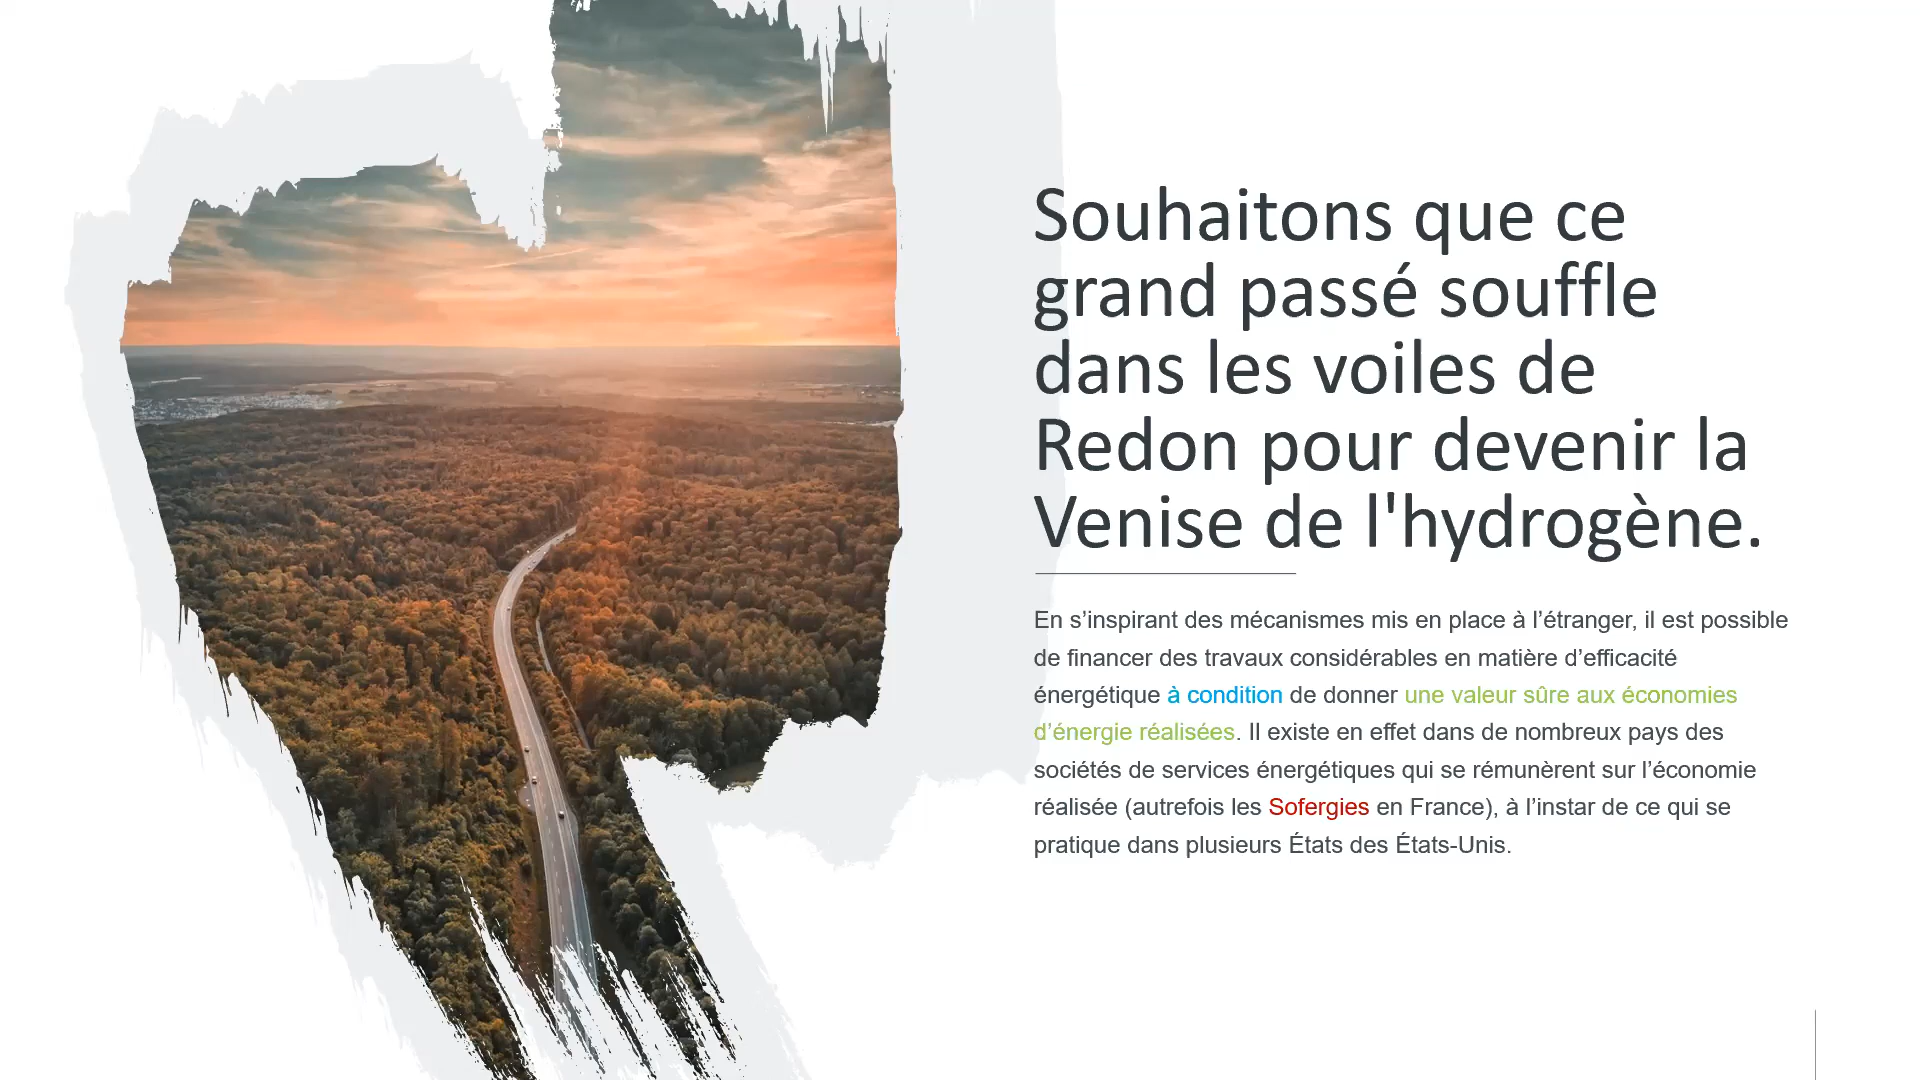 Souhaitons que ce
grand passé souffle
dans les voiles de
Redon pour devenir la
Venise de l'hydrogène.
En s’inspirant des mécanismes mis en place à l’étranger, il est possible
de financer des travaux considérables en matière d’efficacité
énergétique à condition de donner une valeur sûre aux économies
d’énergie réalisées. Il existe en effet dans de nombreux pays des
sociétés de services énergétiques qui se rémunèrent sur l’économie
réalisée (autrefois les Sofergies en France), à l’instar de ce qui se
pratique dans plusieurs États des États-Unis.